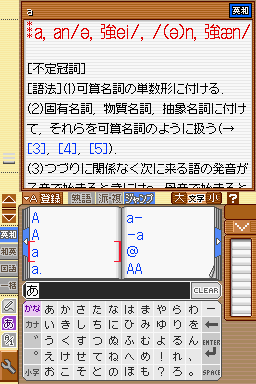 a
英和
*a, an/ə, 強ei/, /(ə)n, 強æn/
[不定冠詞]
[語法](1)可算名詞の単数形に付ける.
(2)固有名詞, 物質名詞, 抽象名詞に付け
て, それらを可算名詞のように扱う(→
[3], [4], [5]).
(3)つづりに関係なく次に来る語の発音が
▼A 登録 熟語 派・複 ジャンプ 大 文字 小 ?
英和
和英
国語
一括
A a-
A -a
a @
a. AA
あ CLEAR
かな あかさたなはまやらわー
カナ いきしちにひみゆりを
うくすつぬふむよるん
えけせてねへめ！れ、 ENTER
小字 おこそとのほも？ろ。 SPACE